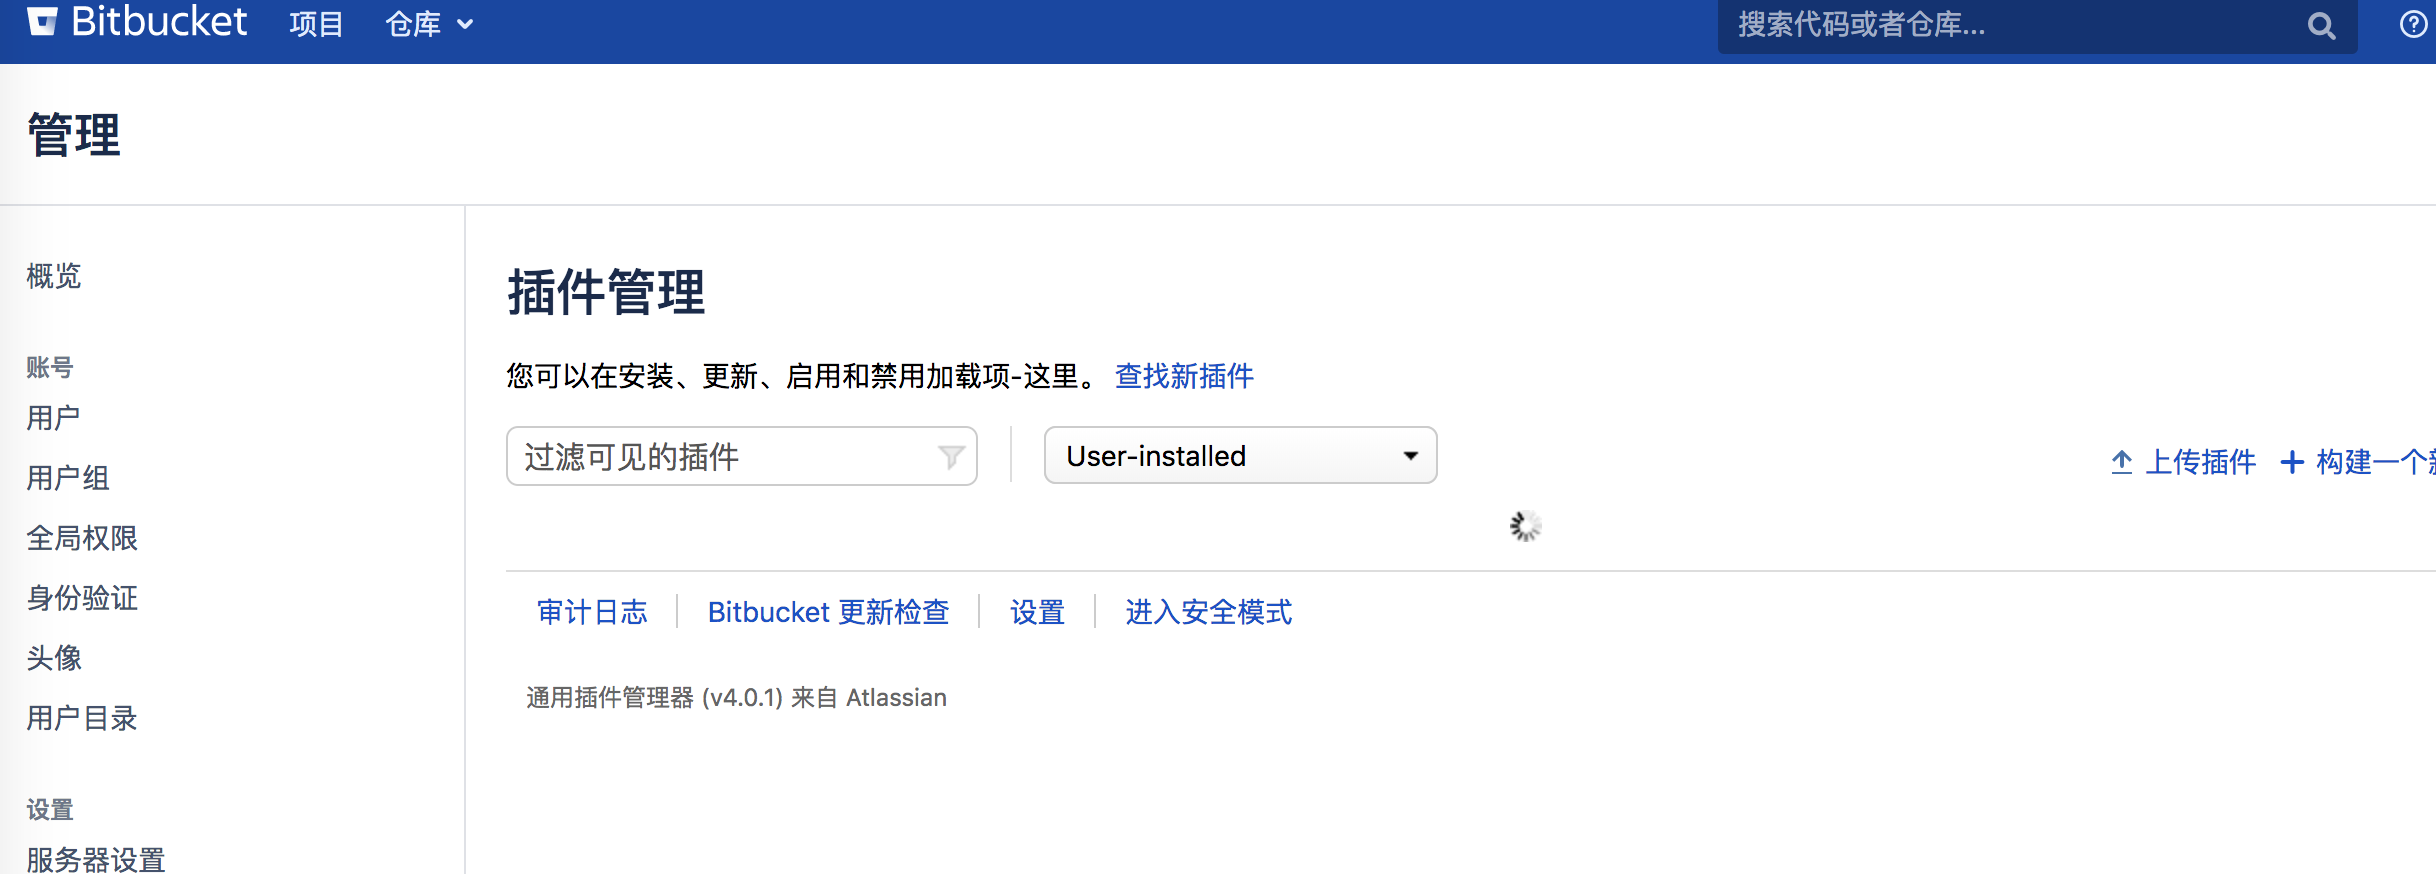 Bitbucket 项目 仓库 搜索代码或者仓库...
管理
概览
账号
用户
用户组
全局权限
身份验证
头像
用户目录
设置
服务器设置
插件管理
您可以在安装、更新、启用和禁用加载项-这里。 查找新插件
过滤可见的插件 User-installed 上传插件 构建一个
审计日志 Bitbucket 更新检查 设置 进入安全模式
通用插件管理器 (v4.0.1) 来自 Atlassian